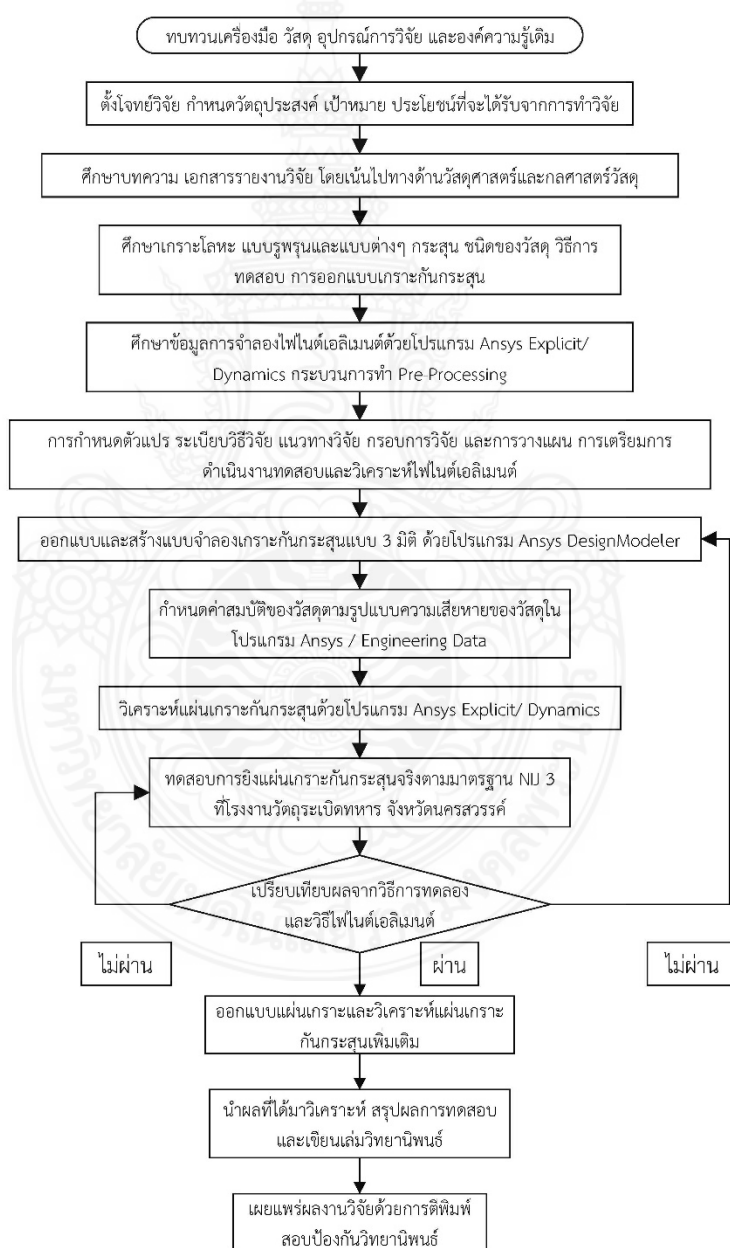 ทบทวนเครื่องมือ วัสดุ อุปกรณ์การวิจัย และองค์ความรู้เดิม
ตั้งโจทย์วิจัย กำหนดวัตถุประสงค์ เป้าหมาย ประโยชน์ที่จะได้รับจากการทำวิจัย
ศึกษาบทความ เอกสารรายงานวิจัย โดยเน้นไปทางด้านวัสดุศาสตร์และกลศาสตร์วัสดุ
ศึกษาเกราะโลหะ แบบรูพรุนและแบบต่างๆ กระสุน ชนิดของวัสดุ วิธีการ
ทดสอบ การออกแบบเกราะกันกระสุน
ศึกษาข้อมูลการจำลองไฟไนต์เอลิเมนต์ด้วยโปรแกรม Ansys Explicit/
Dynamics กระบวนการทำ Pre-Processing
การกำหนดตัวแปร ระเบียบวิธีวิจัย แนวทางวิจัย กรอบการวิจัย และการวางแผน การเตรียมการ
ดำเนินงานทดสอบและวิเคราะห์ไฟไนต์เอลิเมนต์
ออกแบบและสร้างแบบจำลองเกราะกันกระสุนแบบ 3 มิติ ด้วยโปรแกรม Ansys DesignModeler
กำหนดค่าสมบัติของวัสดุตามรูปแบบความเสียหายของวัสดุใน
โปรแกรม Ansys / Engineering Data
วิเคราะห์แผ่นเกราะกันกระสุนด้วยโปรแกรม Ansys Explicit/ Dynamics
ทดสอบการยิงแผ่นเกราะกันกระสุนจริงตามมาตรฐาน NIJ 3
ที่โรงงานวัตถุระเบิดทหาร จังหวัดนครสวรรค์
เปรียบเทียบผลจากวิธีการทดลอง
และวิธีไฟไนต์เอลิเมนต์
ไม่ผ่าน ผ่าน ไม่ผ่าน
ออกแบบแผ่นเกราะและวิเคราะห์แผ่นเกราะ
กันกระสุนเพิ่มเติม
นำผลที่ได้มาวิเคราะห์ สรุปผลการทดสอบ
และเขียนเล่มวิทยานิพนธ์
เผยแพร่ผลงานวิจัยด้วยการตีพิมพ์
สอบป้องกันวิทยานิพนธ์